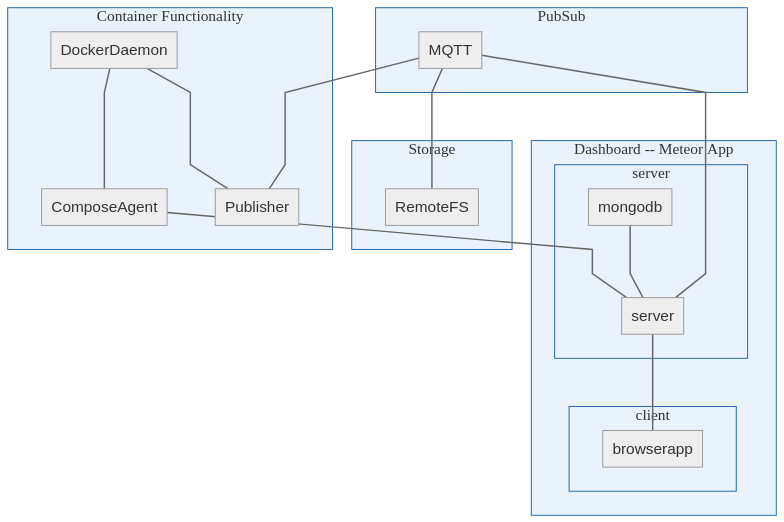 Container Functionality
PubSub
DockerDaemon
MQTT
Storage
Dashboard -- Meteor App
server
ComposeAgent
Publisher
RemoteFS
mongodb
server
client
browserapp